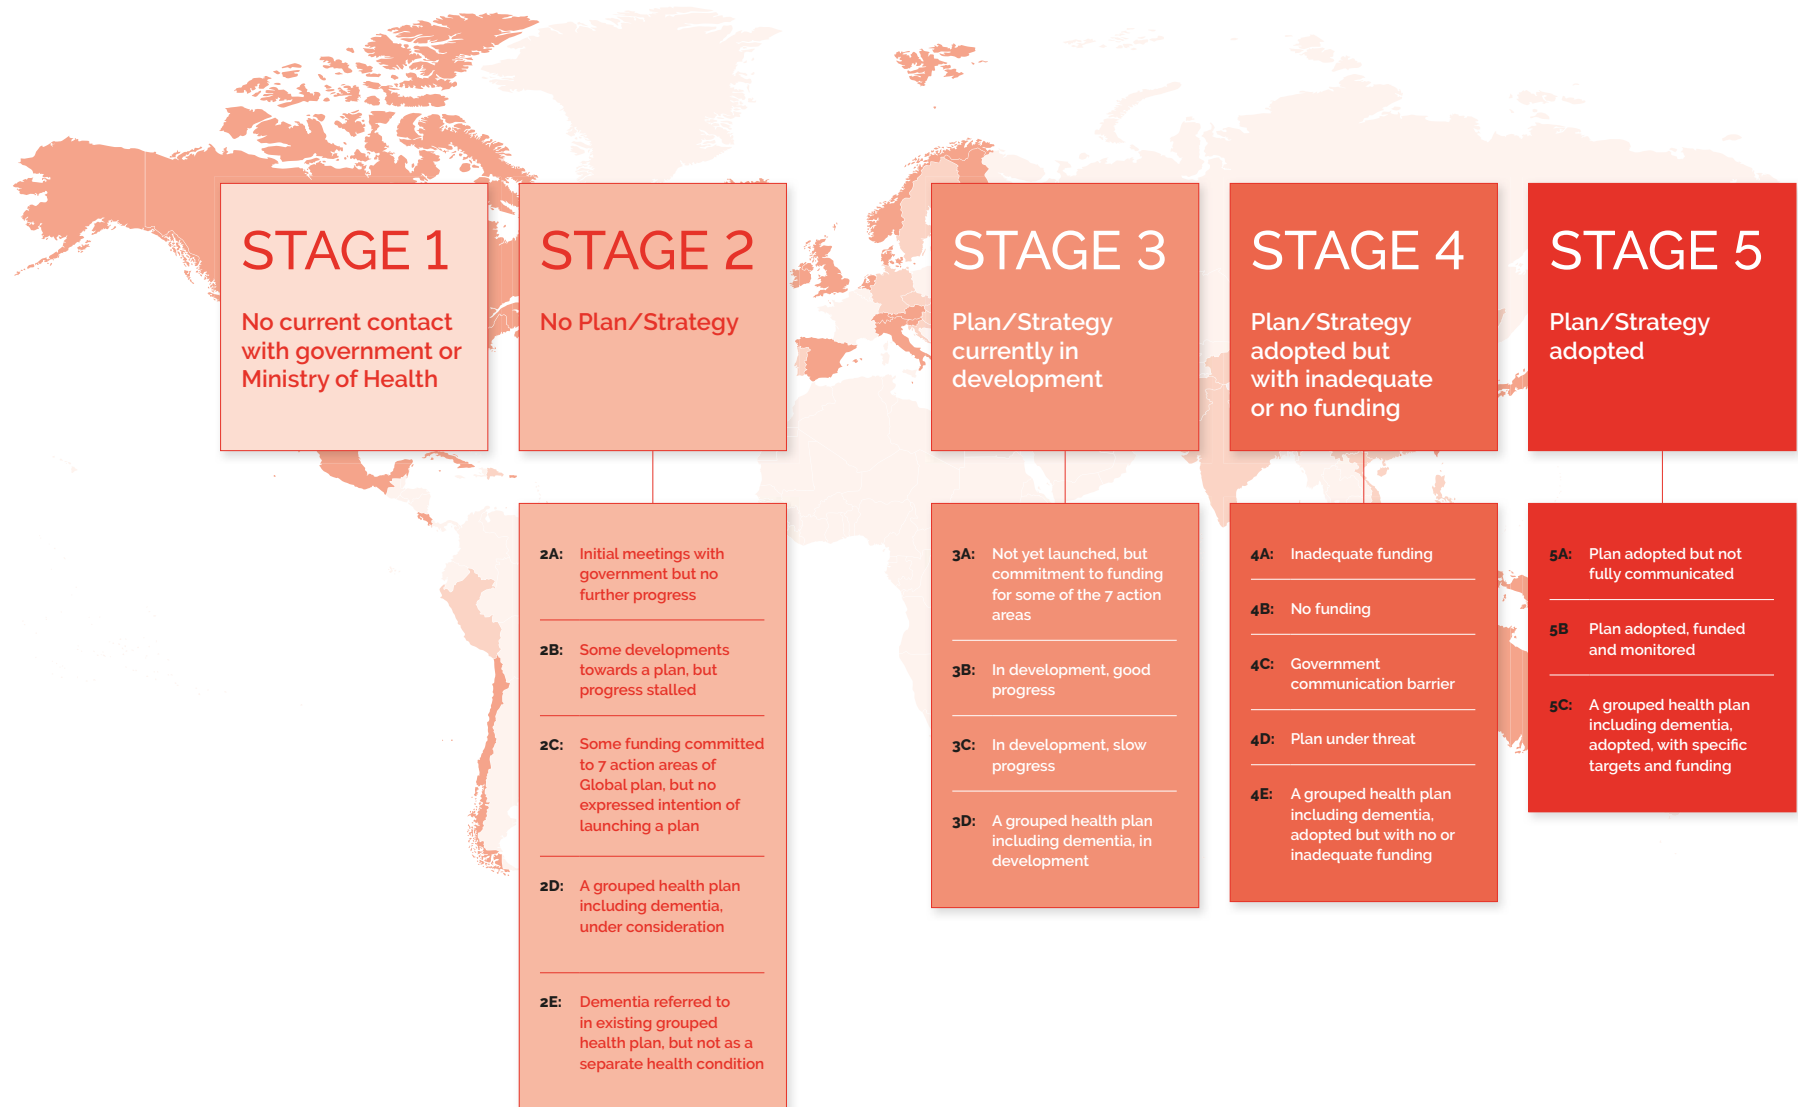 STAGE 1
No current contact
with government or
Ministry of Health
STAGE 2
No Plan/Strategy
2A: Initial meetings with
government but no
further progress
2B: Some developments
towards a plan, but
progress stalled
2C: Some funding committed
to 7 action areas of
Global plan, but no
expressed intention of
launching a plan
2D: A grouped health plan
including dementia,
under consideration
2E: Dementia referred to
in existing grouped
health plan, but not as a
separate health condition
STAGE 3
Plan/Strategy
currently in
development
3A: Not yet launched, but
commitment to funding
for some of the 7 action
areas
3B: In development, good
progress
3C: In development, slow
progress
3D: A grouped health plan
including dementia, in
development
STAGE 4
Plan/Strategy
adopted but
with inadequate
or no funding
4A: Inadequate funding
4B: No funding
4C: Government
communication barrier
4D: Plan under threat
4E: A grouped health plan
including dementia,
adopted but with no or
inadequate funding
STAGE 5
Plan/Strategy
adopted
5A: Plan adopted but not
fully communicated
5B Plan adopted, funded
and monitored
5C: A grouped health plan
including dementia,
adopted, with specific
targets and funding